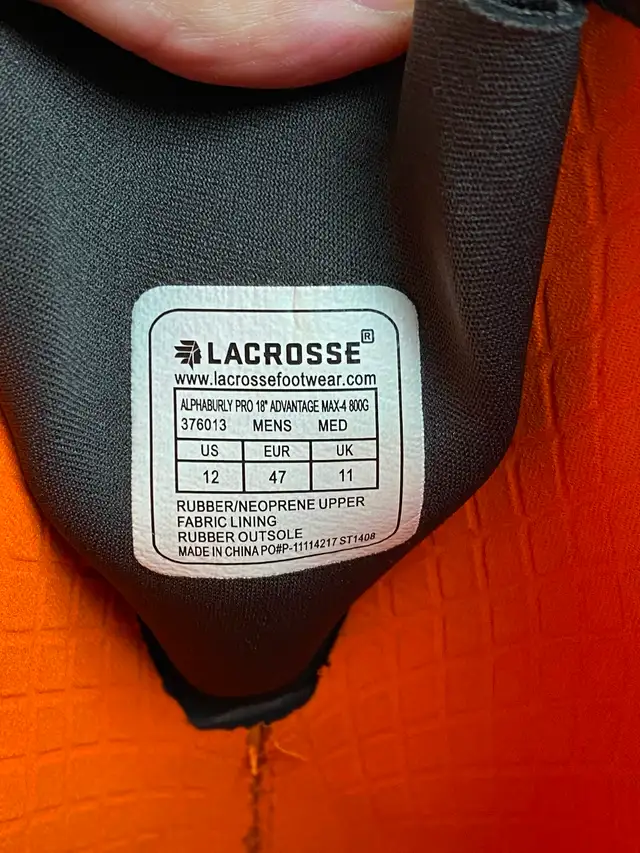 LACROSSE®
www.lacrossefootwear.com
ALPHABURLY PRO 18" ADVANTAGE MAX-4 800G
376013 MENS MED
US EUR UK
12 47 11
RUBBER/NEOPRENE UPPER
FABRIC LINING
RUBBER OUTSOLE
MADE IN CHINA PO#P-11114217 ST1408